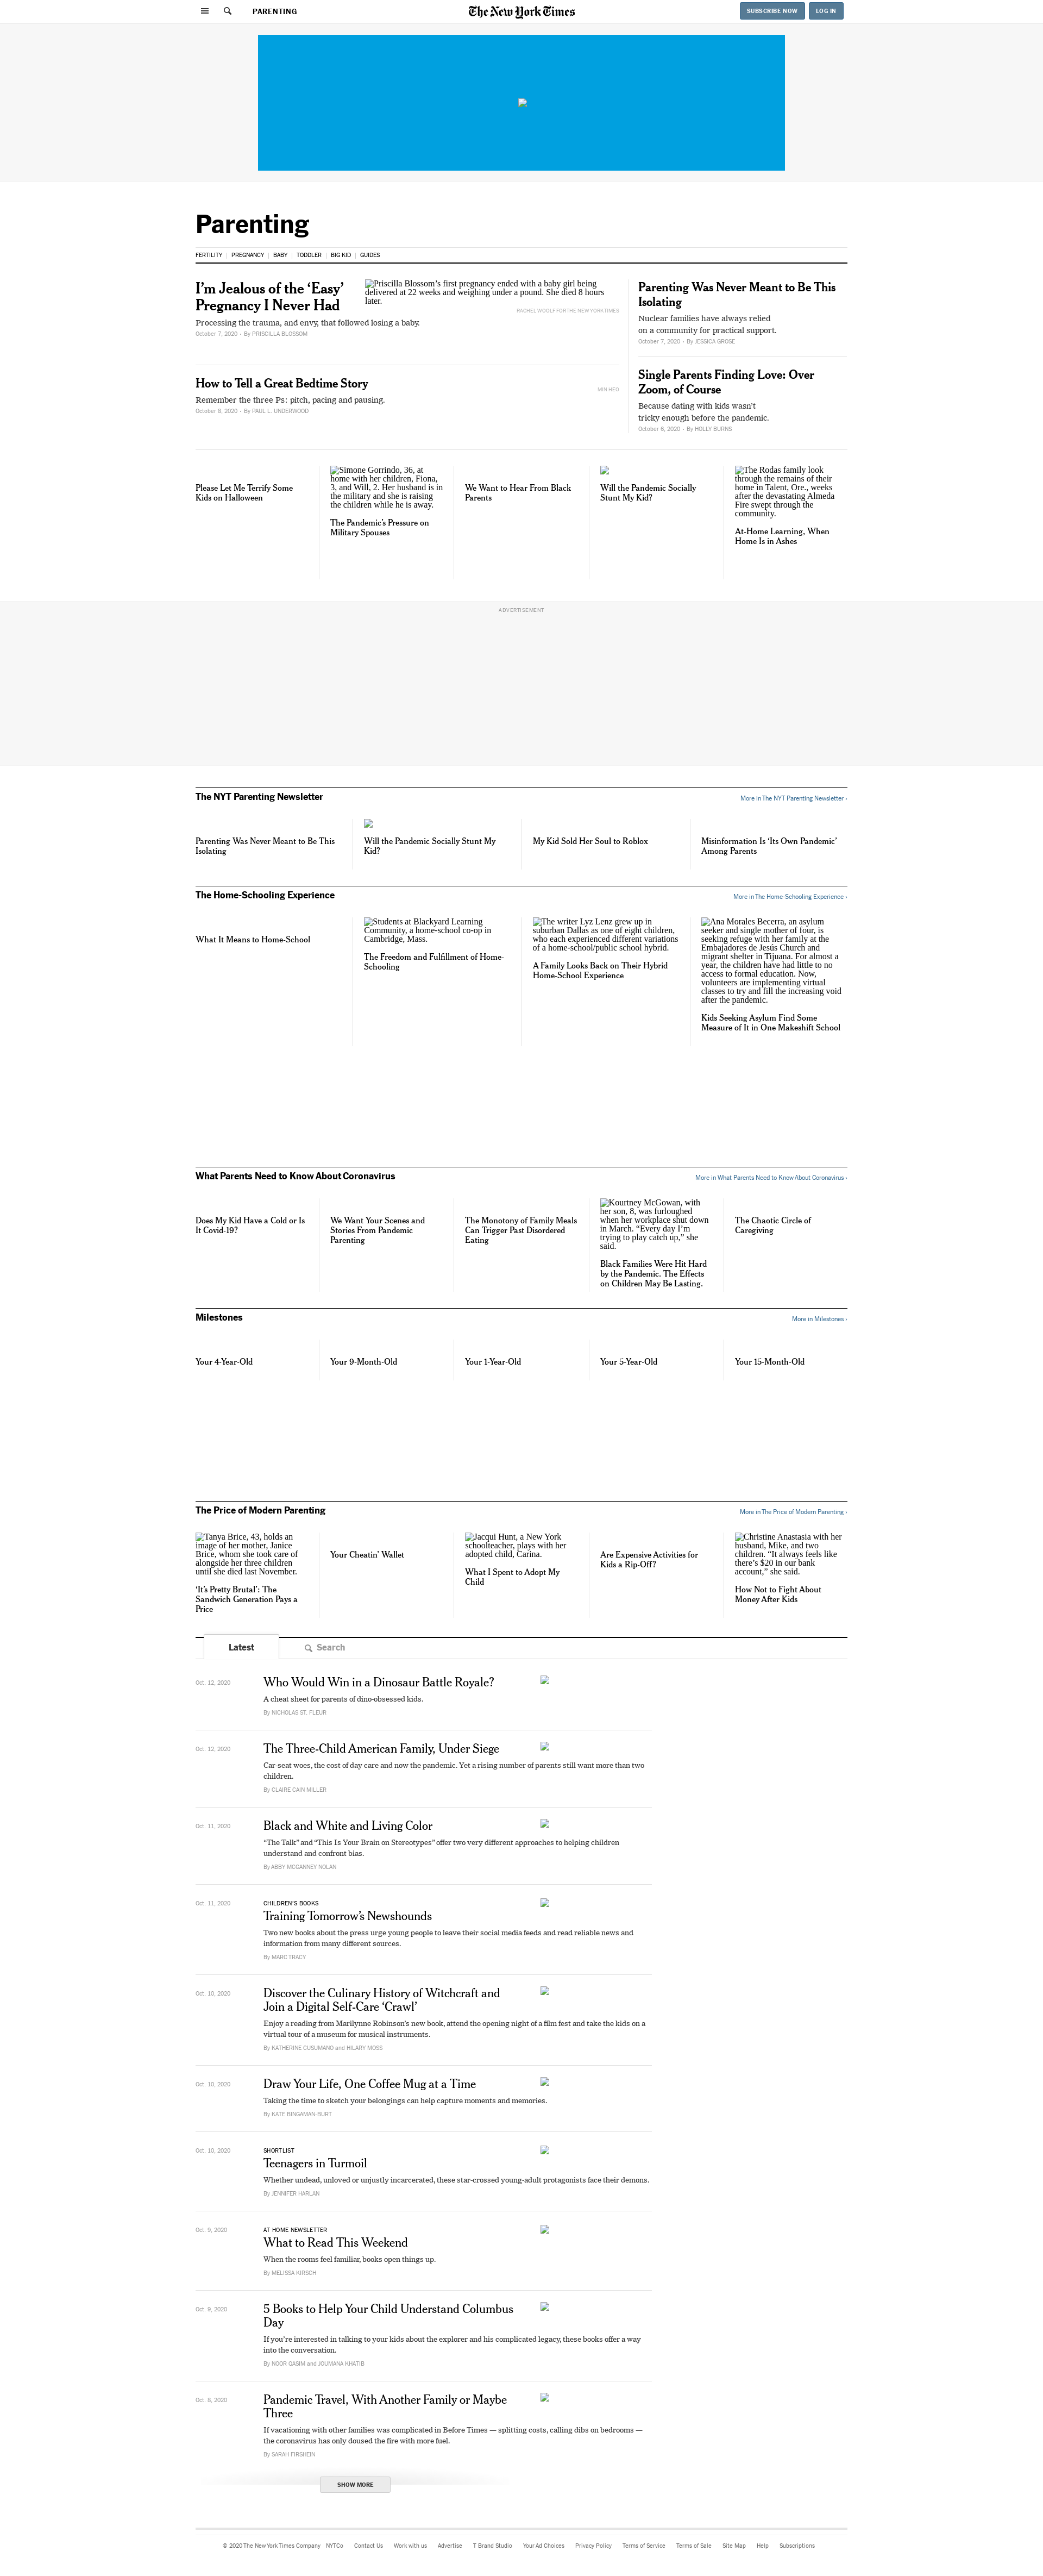 PARENTING
The New York Times
SUBSCRIBE NOW
LOG IN
Parenting
FERTILITY | PREGNANCY | BABY | TODDLER | BIG KID | GUIDES
I’m Jealous of the ‘Easy’
Pregnancy I Never Had
Processing the trauma, and envy, that followed losing a baby.
October 7, 2020 • By PRISCILLA BLOSSOM
Priscilla Blossom’s first pregnancy ended with a baby girl being
delivered at 22 weeks and weighing under a pound. She died 8 hours
later.
RACHEL WOOLF FOR THE NEW YORK TIMES
How to Tell a Great Bedtime Story
Remember the three Ps: pitch, pacing and pausing.
October 8, 2020 • By PAUL L. UNDERWOOD
MIN HEO
Parenting Was Never Meant to Be This
Isolating
Nuclear families have always relied
on a community for practical support.
October 7, 2020 • By JESSICA GROSE
Single Parents Finding Love: Over
Zoom, of Course
Because dating with kids wasn’t
tricky enough before the pandemic.
October 6, 2020 • By HOLLY BURNS
Please Let Me Terrify Some
Kids on Halloween
Simone Gorrindo, 36, at
home with her children, Fiona,
3, and Will, 2. Her husband is in
the military and she is raising
the children while he is away.
The Pandemic’s Pressure on
Military Spouses
We Want to Hear From Black
Parents
Will the Pandemic Socially
Stunt My Kid?
The Rodas family look
through the remains of their
home in Talent, Ore., weeks
after the devastating Almeda
Fire swept through the
community.
At-Home Learning, When
Home Is in Ashes
ADVERTISEMENT
The NYT Parenting Newsletter
More in The NYT Parenting Newsletter ›
Parenting Was Never Meant to Be This
Isolating
Will the Pandemic Socially Stunt My
Kid?
My Kid Sold Her Soul to Roblox
Misinformation Is ‘Its Own Pandemic’
Among Parents
The Home-Schooling Experience
More in The Home-Schooling Experience ›
What It Means to Home-School
Students at Blackyard Learning
Community, a home-school co-op in
Cambridge, Mass.
The Freedom and Fulfillment of Home-
Schooling
The writer Lyz Lenz grew up in
suburban Dallas as one of eight children,
who each experienced different variations
of a home-school/public school hybrid.
A Family Looks Back on Their Hybrid
Home-School Experience
Ana Morales Becerra, an asylum
seeker and single mother of four, is
seeking refuge with her family at the
Embajadores de Jesús Church and
migrant shelter in Tijuana. For almost a
year, the children have had little to no
access to formal education. Now,
volunteers are implementing virtual
classes to try and fill the increasing void
after the pandemic.
Kids Seeking Asylum Find Some
Measure of It in One Makeshift School
What Parents Need to Know About Coronavirus
More in What Parents Need to Know About Coronavirus ›
Does My Kid Have a Cold or Is
It Covid-19?
We Want Your Scenes and
Stories From Pandemic
Parenting
The Monotony of Family Meals
Can Trigger Past Disordered
Eating
Kourtney McGowan, with
her son, 8, was furloughed
when her workplace shut down
in March. “Every day I’m
trying to play catch up,” she
said.
Black Families Were Hit Hard
by the Pandemic. The Effects
on Children May Be Lasting.
The Chaotic Circle of
Caregiving
Milestones
More in Milestones ›
Your 4-Year-Old
Your 9-Month-Old
Your 1-Year-Old
Your 5-Year-Old
Your 15-Month-Old
The Price of Modern Parenting
More in The Price of Modern Parenting ›
Tanya Brice, 43, holds an
image of her mother, Janice
Brice, whom she took care of
alongside her three children
until she died last November.
‘It’s Pretty Brutal’: The
Sandwich Generation Pays a
Price
Your Cheatin’ Wallet
Jacqui Hunt, a New York
schoolteacher, plays with her
adopted child, Carina.
What I Spent to Adopt My
Child
Are Expensive Activities for
Kids a Rip-Off?
Christine Anastasia with her
husband, Mike, and two
children. “It always feels like
there’s $20 in our bank
account,” she said.
How Not to Fight About
Money After Kids
Latest
Search
Oct. 12, 2020
Who Would Win in a Dinosaur Battle Royale?
A cheat sheet for parents of dino-obsessed kids.
By NICHOLAS ST. FLEUR
Oct. 12, 2020
The Three-Child American Family, Under Siege
Car-seat woes, the cost of day care and now the pandemic. Yet a rising number of parents still want more than two
children.
By CLAIRE CAIN MILLER
Oct. 11, 2020
Black and White and Living Color
“The Talk” and “This Is Your Brain on Stereotypes” offer two very different approaches to helping children
understand and confront bias.
By ABBY MCGANNEY NOLAN
Oct. 11, 2020
CHILDREN’S BOOKS
Training Tomorrow’s Newshounds
Two new books about the press urge young people to leave their social media feeds and read reliable news and
information from many different sources.
By MARC TRACY
Oct. 10, 2020
Discover the Culinary History of Witchcraft and
Join a Digital Self-Care ‘Crawl’
Enjoy a reading from Marilynne Robinson’s new book, attend the opening night of a film fest and take the kids on a
virtual tour of a museum for musical instruments.
By KATHERINE CUSUMANO and HILARY MOSS
Oct. 10, 2020
Draw Your Life, One Coffee Mug at a Time
Taking the time to sketch your belongings can help capture moments and memories.
By KATE BINGAMAN-BURT
Oct. 10, 2020
SHORTLIST
Teenagers in Turmoil
Whether undead, unloved or unjustly incarcerated, these star-crossed young-adult protagonists face their demons.
By JENNIFER HARLAN
Oct. 9, 2020
AT HOME NEWSLETTER
What to Read This Weekend
When the rooms feel familiar, books open things up.
By MELISSA KIRSCH
Oct. 9, 2020
5 Books to Help Your Child Understand Columbus
Day
If you’re interested in talking to your kids about the explorer and his complicated legacy, these books offer a way
into the conversation.
By NOOR QASIM and JOUMANA KHATIB
Oct. 8, 2020
Pandemic Travel, With Another Family or Maybe
Three
If vacationing with other families was complicated in Before Times — splitting costs, calling dibs on bedrooms —
the coronavirus has only doused the fire with more fuel.
By SARAH FIRSHEIN
SHOW MORE
© 2020 The New York Times Company NYTCo Contact Us Work with us Advertise T Brand Studio Your Ad Choices Privacy Policy Terms of Service Terms of Sale Site Map Help Subscriptions